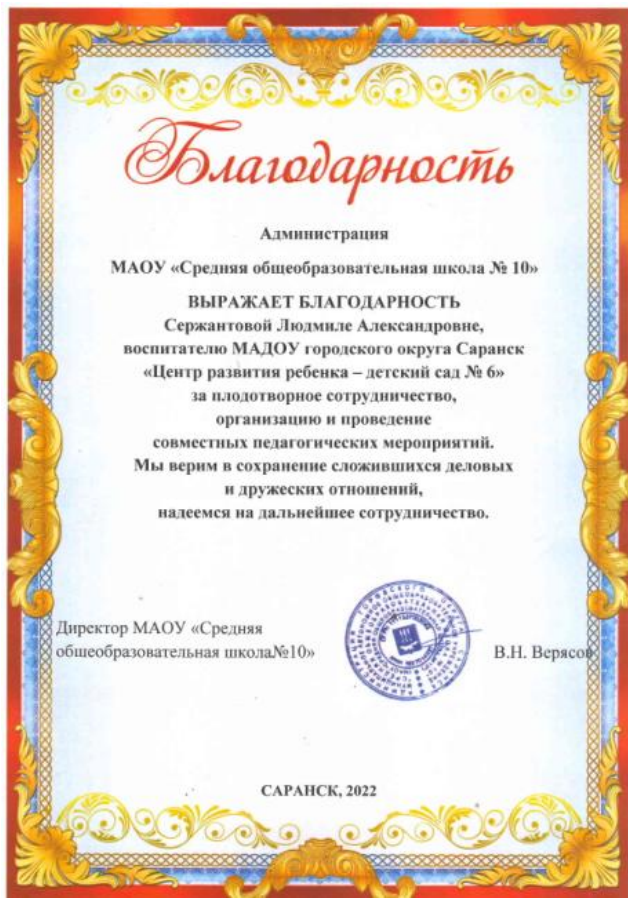 Благодарность
Администрация
МАОУ «Средняя общеобразовательная школа № 10»
ВЫРАЖАЕТ БЛАГОДАРНОСТЬ
Сержантовой Людмиле Александровне,
воспитателю МАДОУ городского округа Саранск
«Центр развития ребенка – детский сад № 6»
за плодотворное сотрудничество,
организацию и проведение
совместных педагогических мероприятий.
Мы верим в сохранение сложившихся деловых
и дружеских отношений,
надеемся на дальнейшее сотрудничество.
Директор МАОУ «Средняя
общеобразовательная школа№10»
В.Н. Верясов
САРАНСК, 2022